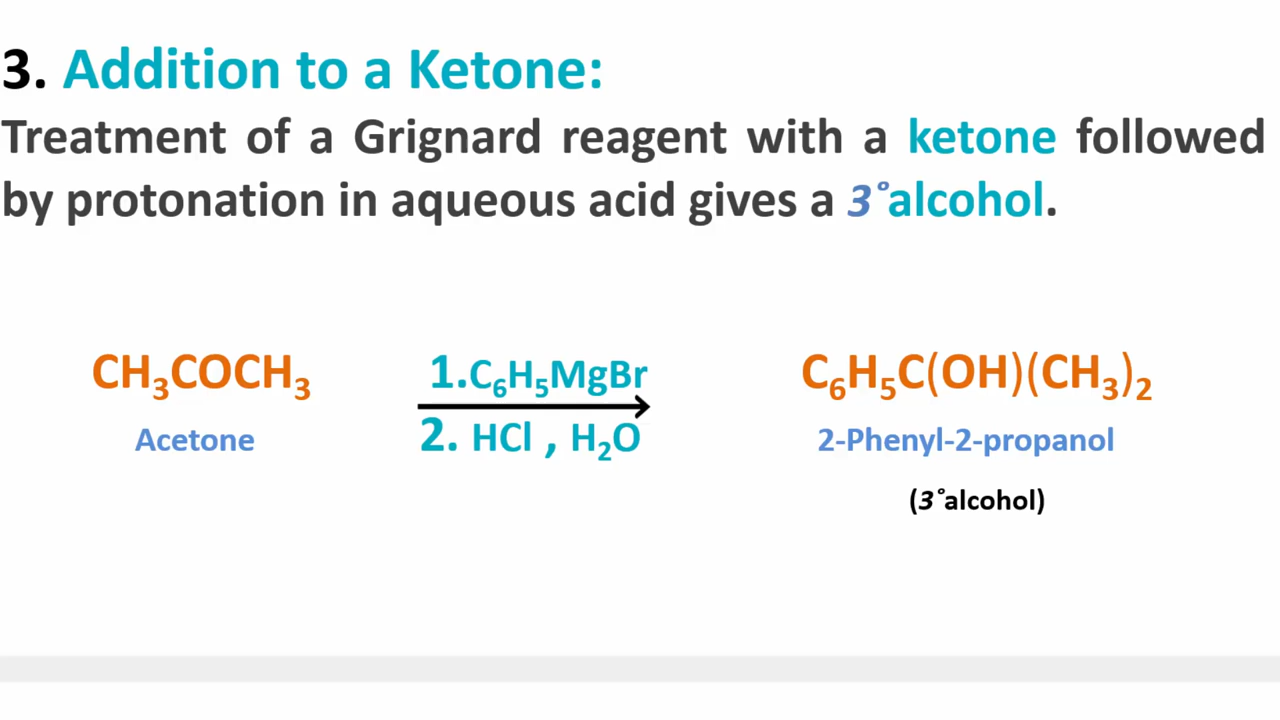 3. Addition to a Ketone:
Treatment of a Grignard reagent with a ketone followed
by protonation in aqueous acid gives a 3˚alcohol.
CH₃COCH₃ 1.C₆H₅MgBr C₆H₅C(OH)(CH₃)₂
Acetone 2. HCl , H₂O 2-Phenyl-2-propanol
(3˚alcohol)